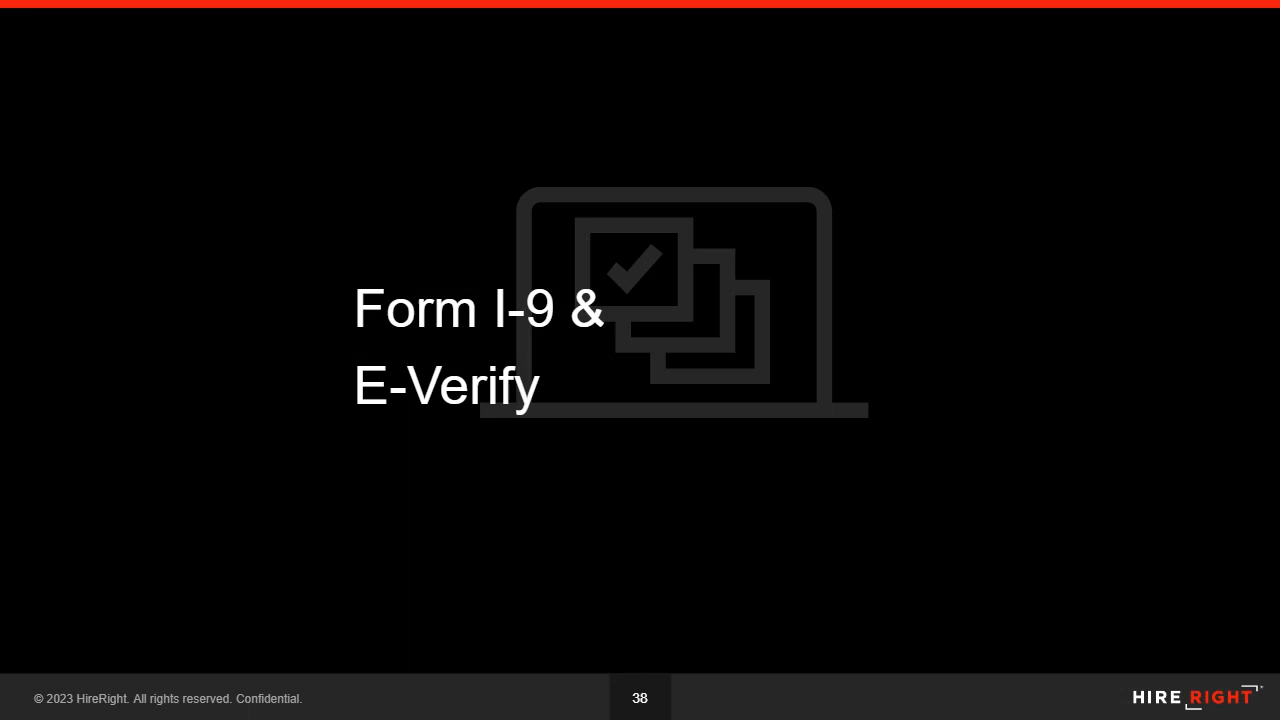 Form I-9 &
E-Verify
© 2023 HireRight. All rights reserved. Confidential.
38
HIRE RIGHT